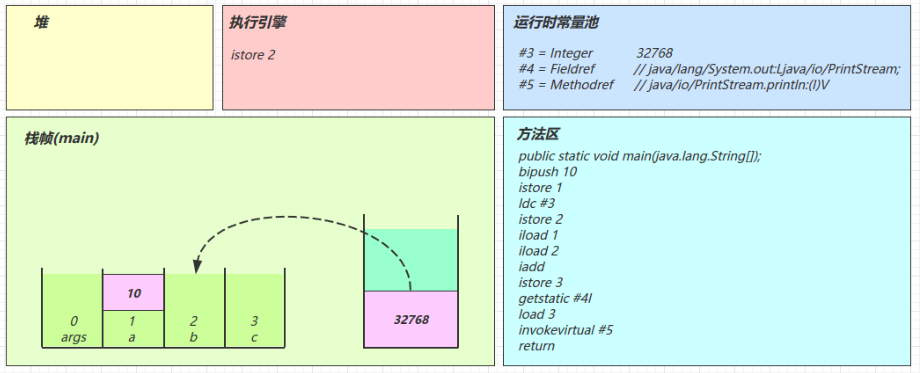 堆
执行引擎
istore 2
运行时常量池
#3 = Integer 32768
#4 = Fieldref // java/lang/System.out:Ljava/io/PrintStream;
#5 = Methodref // java/io/PrintStream.println:(I)V
栈帧(main)
10
0 1 2 3
args a b c
32768
方法区
public static void main(java.lang.String[]);
bipush 10
istore 1
ldc #3
istore 2
iload 1
iload 2
iadd
istore 3
getstatic #4I
load 3
invokevirtual #5
return